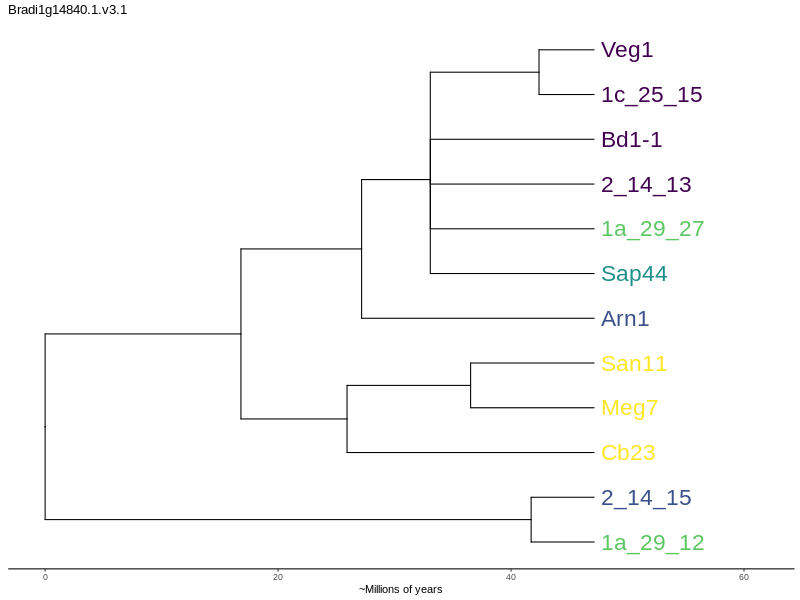 Bradi1g14840.1.v3.1
Veg1
1c_25_15
Bd1-1
2_14_13
1a_29_27
Sap44
Arn1
San11
Meg7
Cb23
2_14_15
1a_29_12
0 20 40 60
~Millions of years